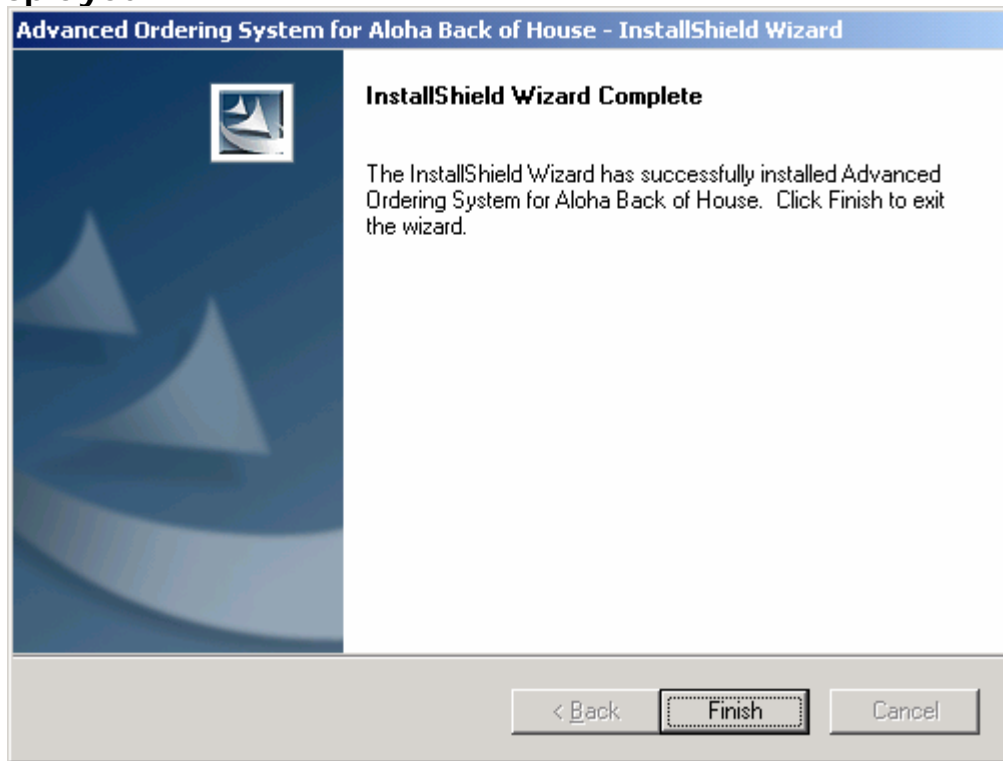 Advanced Ordering System for Aloha Back of House - InstallShield Wizard
InstallShield Wizard Complete
The InstallShield Wizard has successfully installed Advanced
Ordering System for Aloha Back of House. Click Finish to exit
the wizard.
< Back Finish Cancel